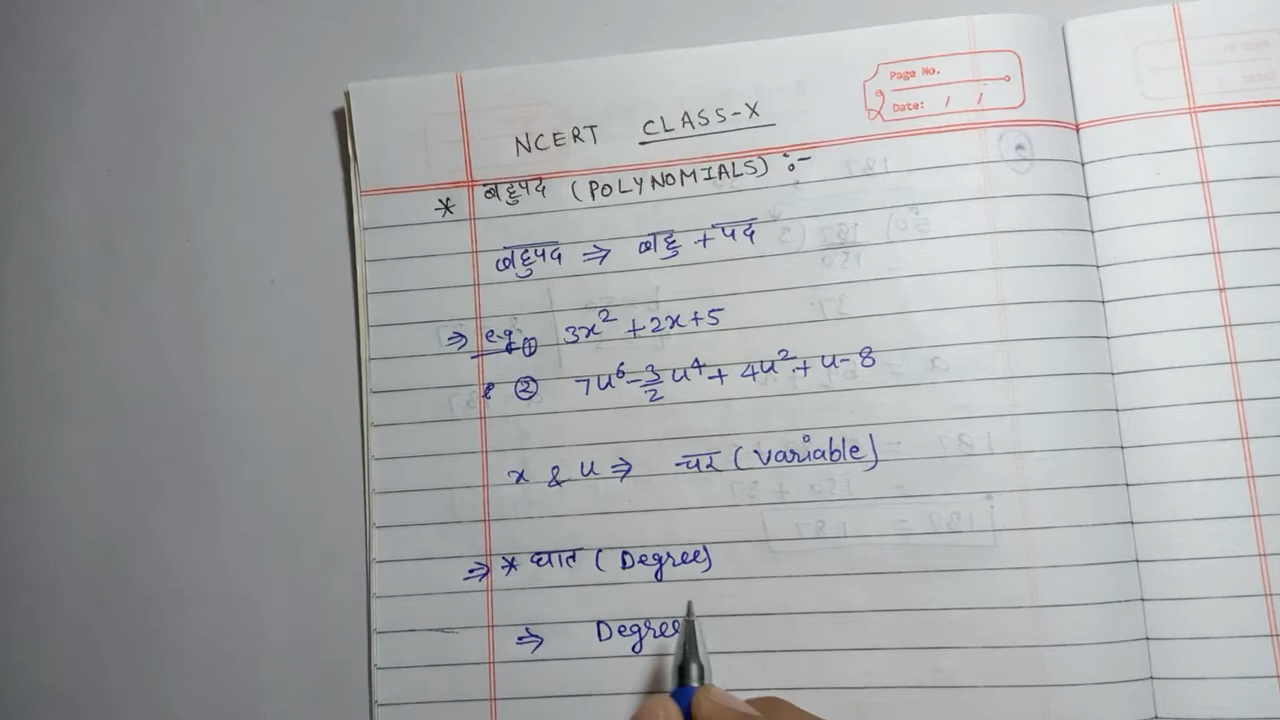 Page No.
Date: / /
NCERT CLASS-X
* बहुपद (POLYNOMIALS) :-
बहुपद ⇒ बहु + पद
⇒ e.g. ① 3x² + 2x + 5
② 7u⁶ - 3/2 u⁴ + 4u² + u - 8
x & u ⇒ चर (variable)
⇒ * घात (Degree)
⇒ Degree